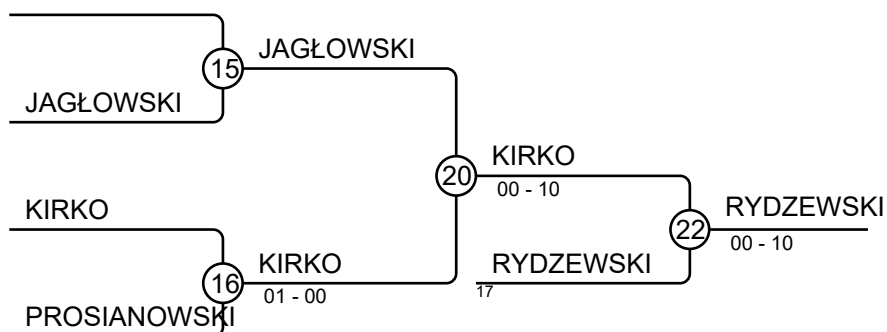 15
JAGŁOWSKI
JAGŁOWSKI
20
KIRKO
00 - 10
KIRKO
22
RYDZEWSKI
00 - 10
16
KIRKO
01 - 00
RYDZEWSKI
17
PROSIANOWSKI